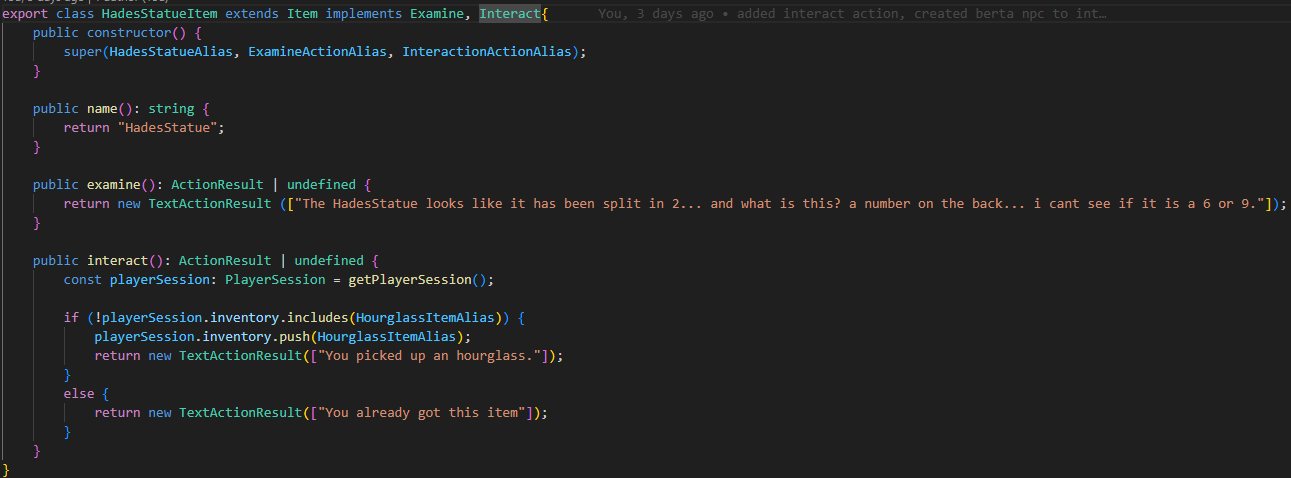 export class HadesStatueItem extends Item implements Examine, Interact{ You, 3 days ago • added interact action, created berta npc to int…
public constructor() {
super(HadesStatueAlias, ExamineActionAlias, InteractionActionAlias);
}
public name(): string {
return "HadesStatue";
}
public examine(): ActionResult | undefined {
return new TextActionResult (["The HadesStatue looks like it has been split in 2... and what is this? a number on the back... i cant see if it is a 6 or 9."]);
}
public interact(): ActionResult | undefined {
const playerSession: PlayerSession = getPlayerSession();
if (!playerSession.inventory.includes(HourglassItemAlias)) {
playerSession.inventory.push(HourglassItemAlias);
return new TextActionResult(["You picked up an hourglass."]);
}
else {
return new TextActionResult(["You already got this item"]);
}
}
}